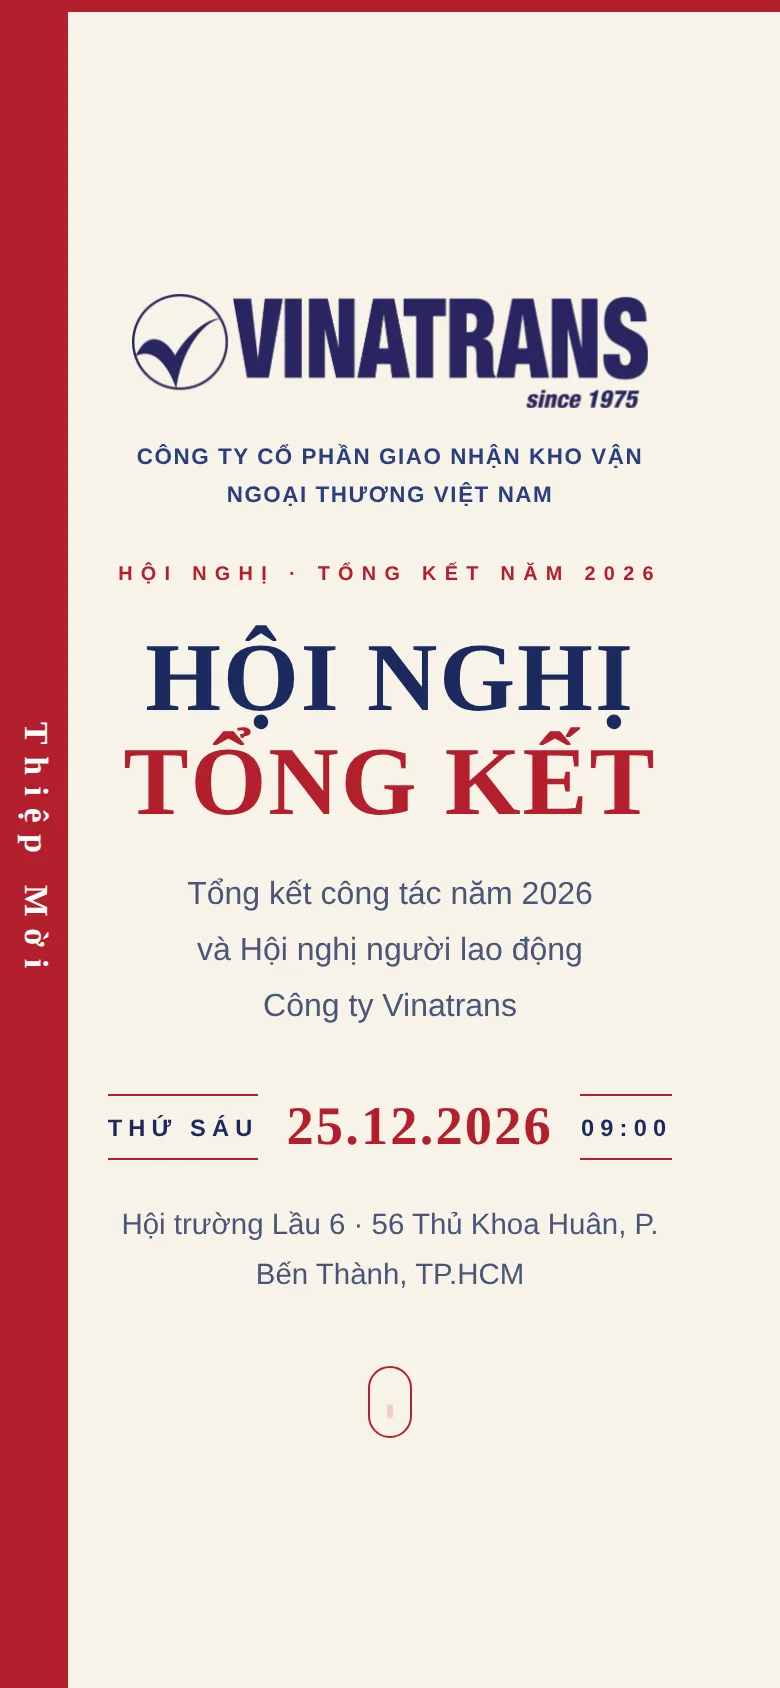 VINATRANS
since 1975
CÔNG TY CỔ PHẦN GIAO NHẬN KHO VẬN
NGOẠI THƯƠNG VIỆT NAM
HỘI NGHỊ · TỔNG KẾT NĂM 2026
HỘI NGHỊ
TỔNG KẾT
Thiệp Mời
Tổng kết công tác năm 2026
và Hội nghị người lao động
Công ty Vinatrans
THỨ SÁU 25.12.2026 09:00
Hội trường Lầu 6 · 56 Thủ Khoa Huân, P.
Bến Thành, TP.HCM